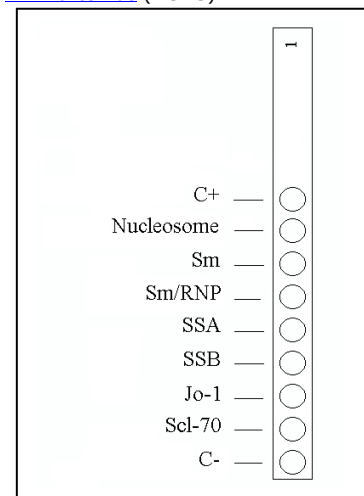 1
C+
Nucleosome
Sm
Sm/RNP
SSA
SSB
Jo-1
Scl-70
C-